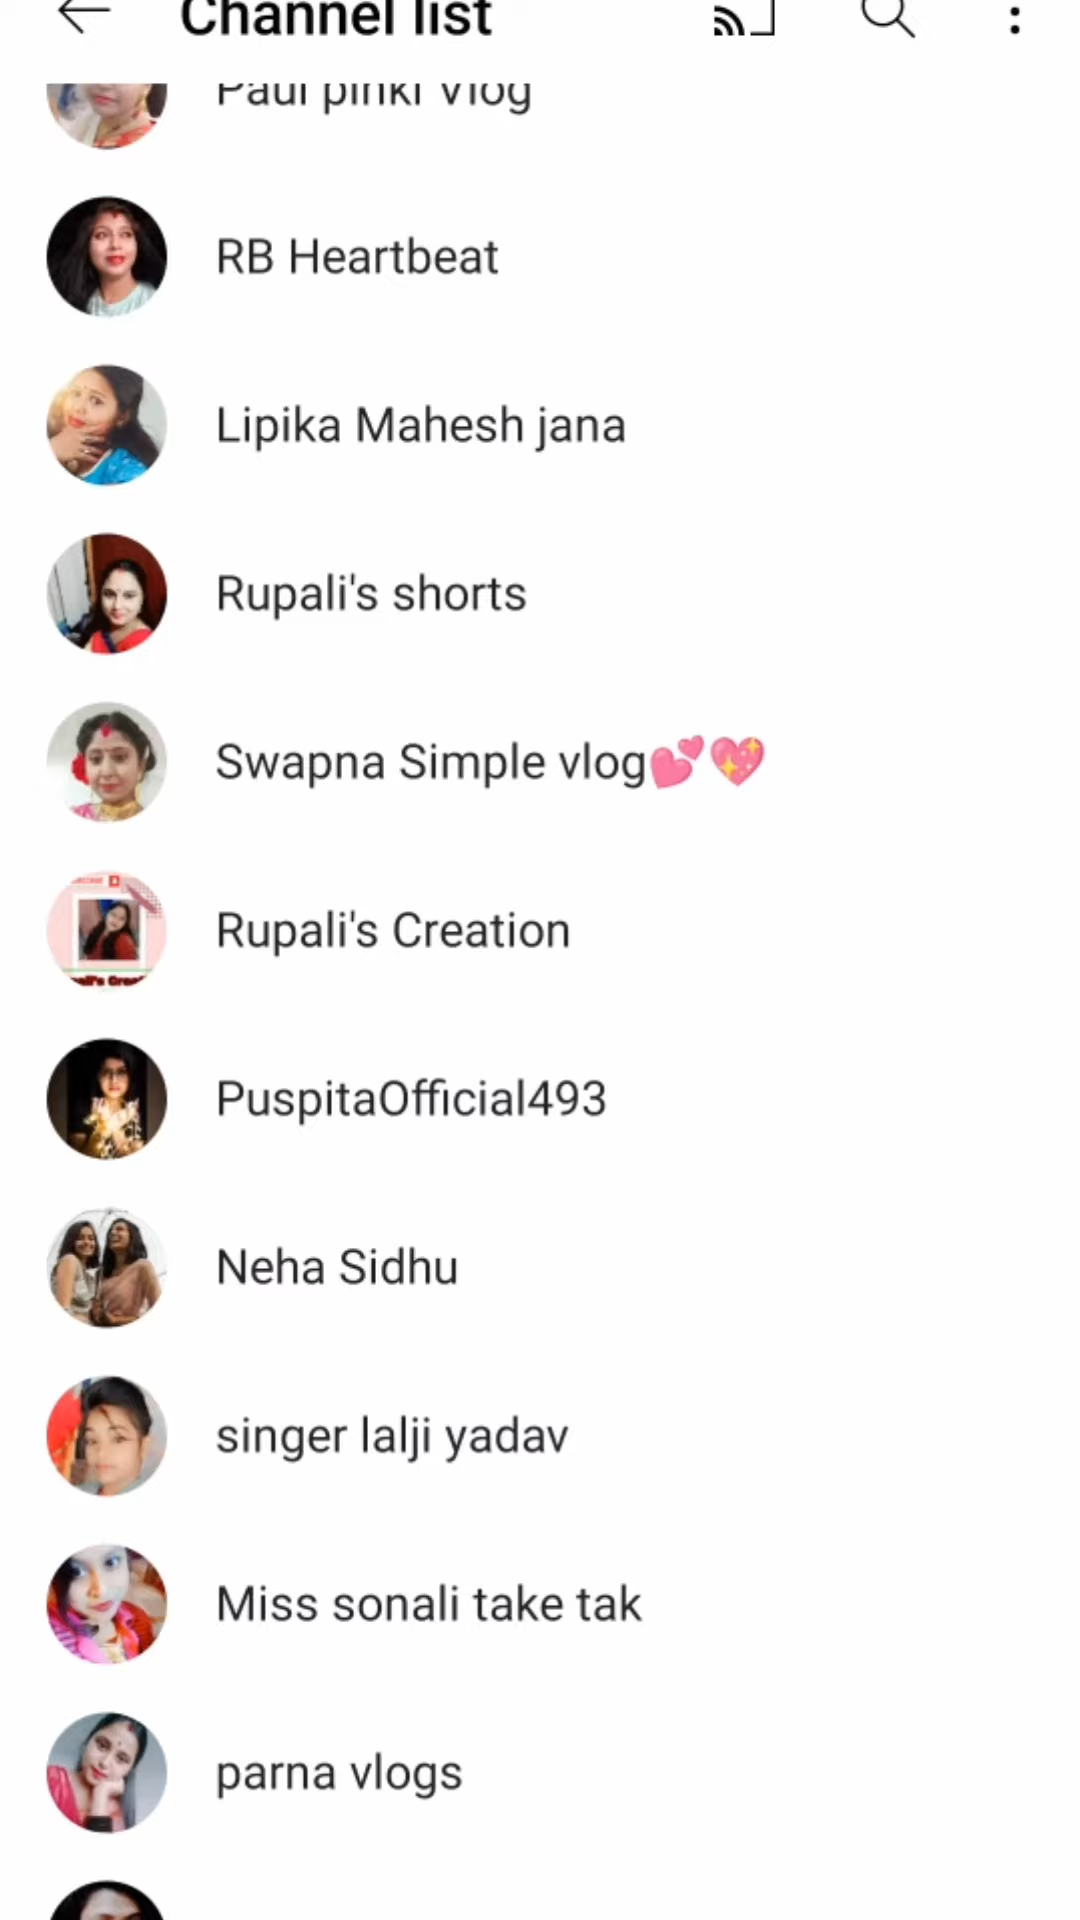 Channel list
Paul pinki Vlog
RB Heartbeat
Lipika Mahesh jana
Rupali's shorts
Swapna Simple vlog💕💖
Rupali's Creation
PuspitaOfficial493
Neha Sidhu
singer lalji yadav
Miss sonali take tak
parna vlogs